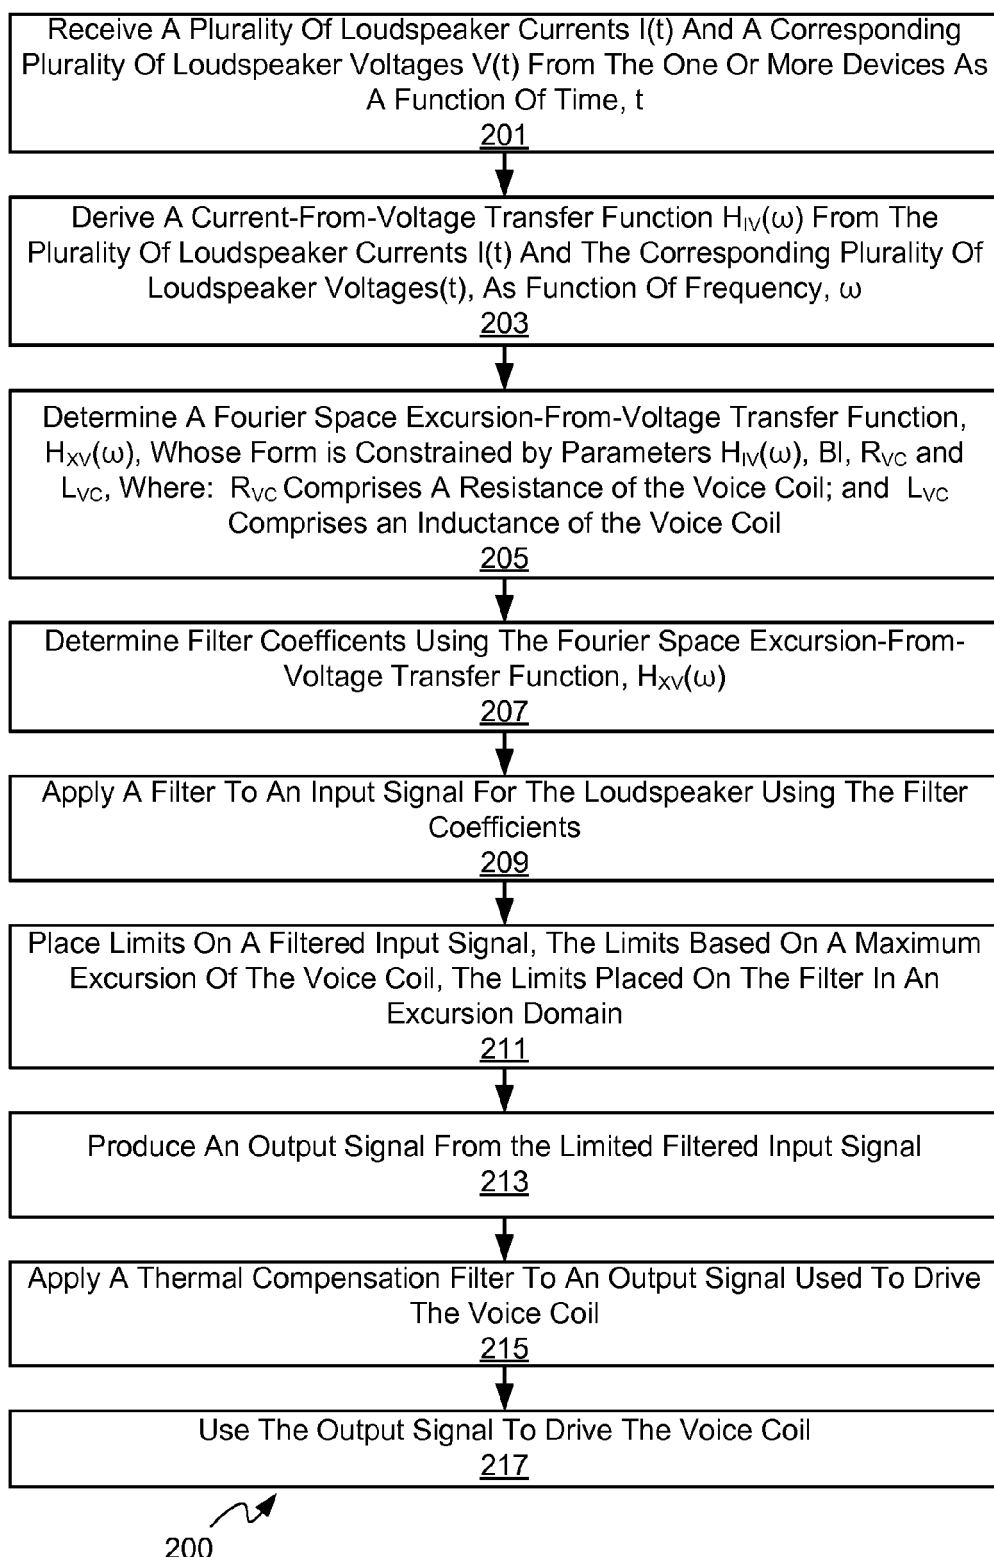 Receive A Plurality Of Loudspeaker Currents I(t) And A Corresponding
Plurality Of Loudspeaker Voltages V(t) From The One Or More Devices As
A Function Of Time, t
201
Derive A Current-From-Voltage Transfer Function H_IV(ω) From The
Plurality Of Loudspeaker Currents I(t) And The Corresponding Plurality Of
Loudspeaker Voltages(t), As Function Of Frequency, ω
203
Determine A Fourier Space Excursion-From-Voltage Transfer Function,
H_XV(ω), Whose Form is Constrained by Parameters H_IV(ω), Bl, R_VC and
L_VC, Where: R_VC Comprises A Resistance of the Voice Coil; and L_VC
Comprises an Inductance of the Voice Coil
205
Determine Filter Coefficents Using The Fourier Space Excursion-From-
Voltage Transfer Function, H_XV(ω)
207
Apply A Filter To An Input Signal For The Loudspeaker Using The Filter
Coefficients
209
Place Limits On A Filtered Input Signal, The Limits Based On A Maximum
Excursion Of The Voice Coil, The Limits Placed On The Filter In An
Excursion Domain
211
Produce An Output Signal From the Limited Filtered Input Signal
213
Apply A Thermal Compensation Filter To An Output Signal Used To Drive
The Voice Coil
215
Use The Output Signal To Drive The Voice Coil
217
200